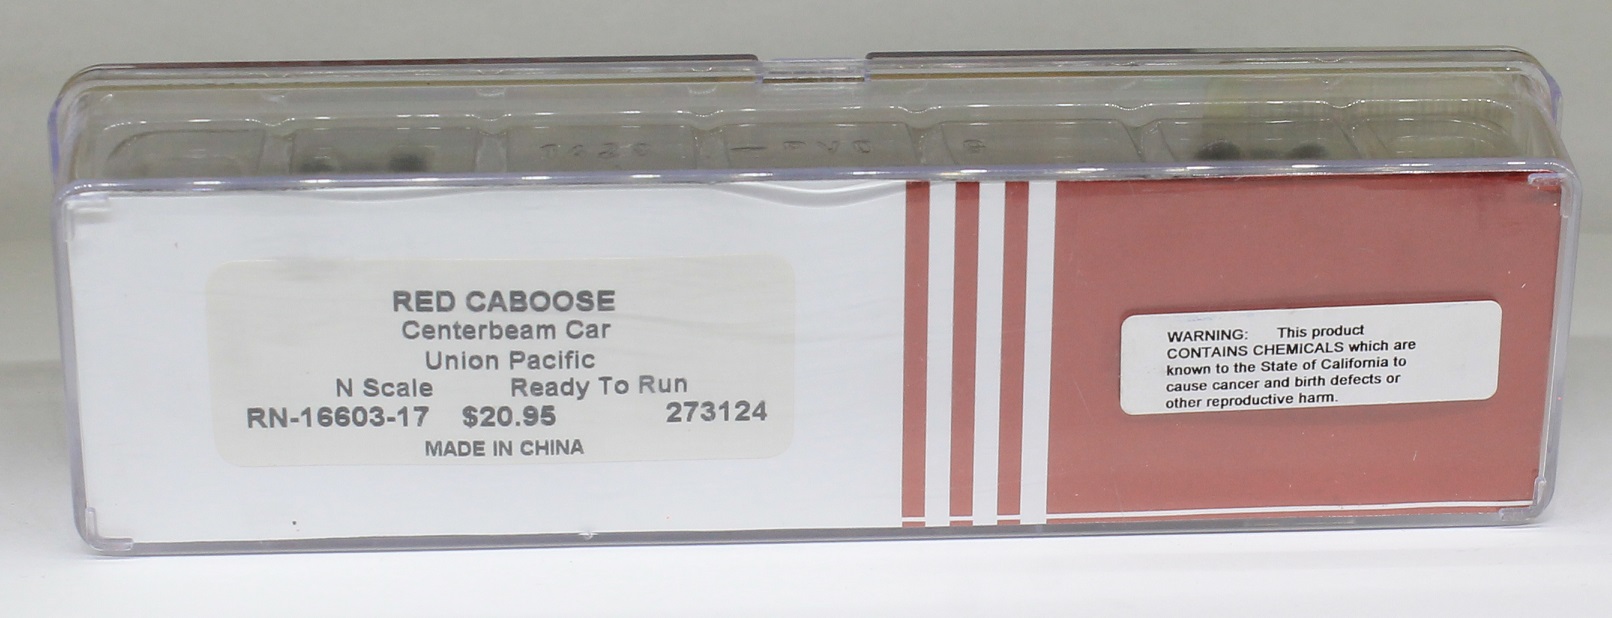 RED CABOOSE
Centerbeam Car
Union Pacific
N Scale Ready To Run
RN-16603-17 $20.95 273124
MADE IN CHINA
WARNING: This product
CONTAINS CHEMICALS which are
known to the State of California to
cause cancer and birth defects or
other reproductive harm.